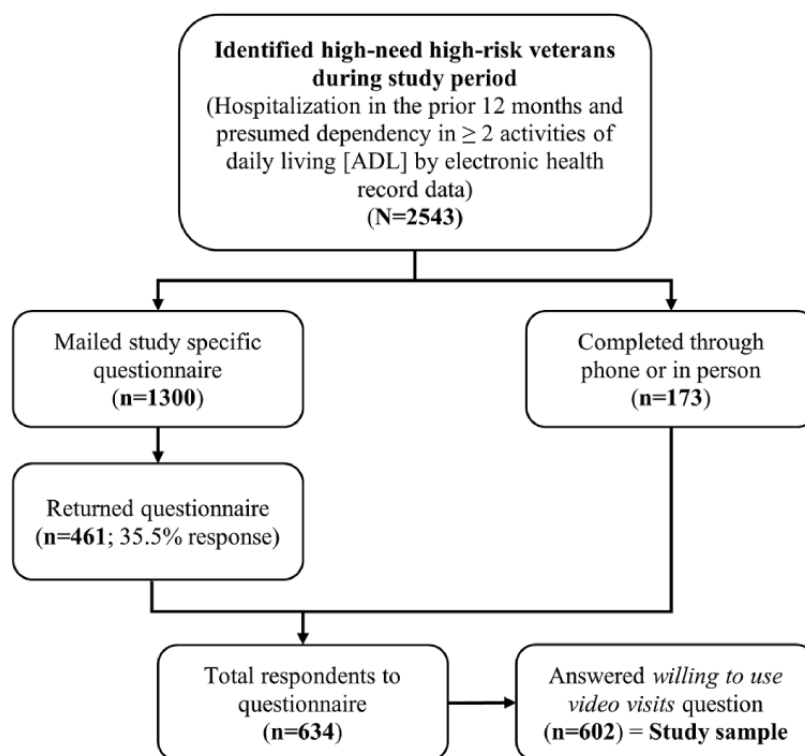 Identified high-need high-risk veterans
during study period
(Hospitalization in the prior 12 months and
presumed dependency in ≥ 2 activities of
daily living [ADL] by electronic health
record data)
(N=2543)
Mailed study specific
questionnaire
(n=1300)
Completed through
phone or in person
(n=173)
Returned questionnaire
(n=461; 35.5% response)
Total respondents to
questionnaire
(n=634)
Answered willing to use
video visits question
(n=602) = Study sample